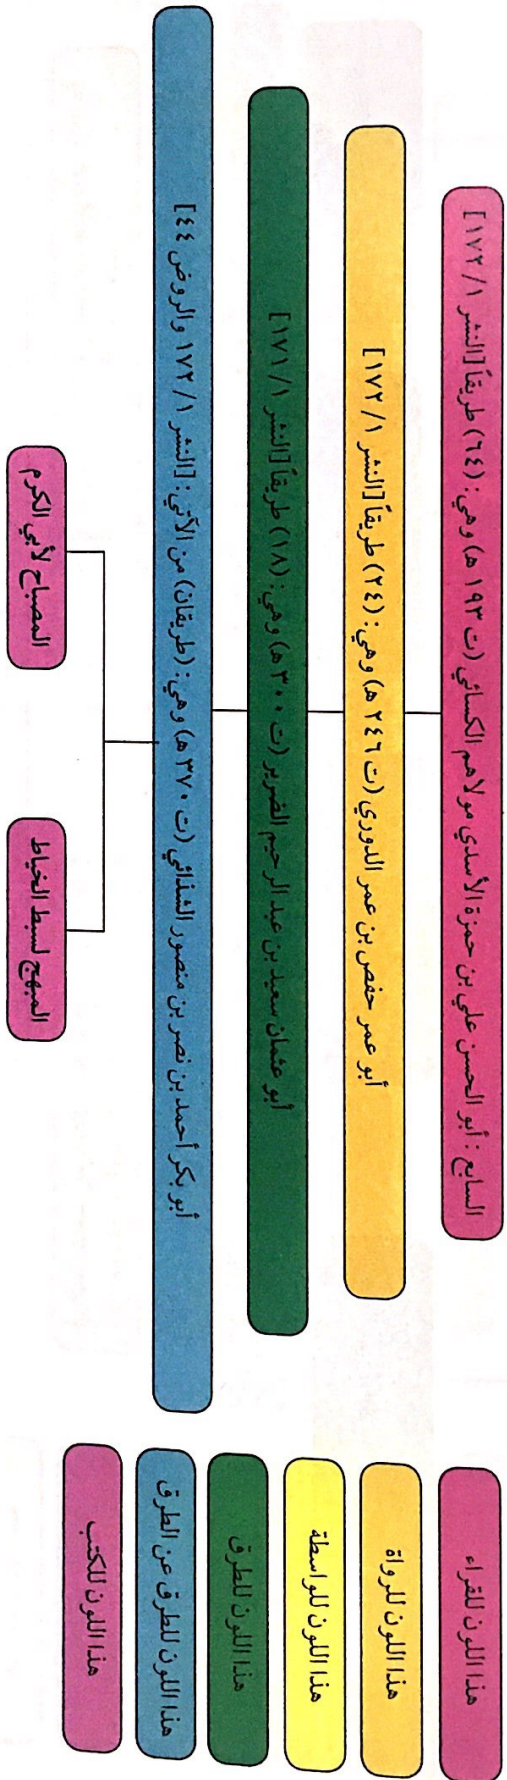 السابع : أبو الحسن علي بن حمزة الأسدي مولاهم الكسائي (ت ١٩٣ هـ) وهي : (٦٤) طريقاً [النشر ١/ ١٧٢]
أبو عمر حفص بن عمر الدوري (ت ٢٤٦ هـ) وهي : (٢٤) طريقاً [النشر ١/ ١٧٢]
أبو عثمان سعيد بن عبد الرحيم الضرير (ت ٣٠٠ هـ) وهي : (١٨) طريقاً [النشر ١/ ١٧١]
أبو بكر أحمد بن نصر بن منصور الشذائي (ت ٣٧٠ هـ) وهي : (طريقان) من الآتي : [النشر ١/ ١٧٢ والروض ٤٤]
المبهج لسبط الخياط
المصباح لأبي الكرم
هذا اللون للقراء
هذا اللون للرواة
هذا اللون للواسطة
هذا اللون للطرق
هذا اللون للطرق عن الطرق
هذا اللون للكتب